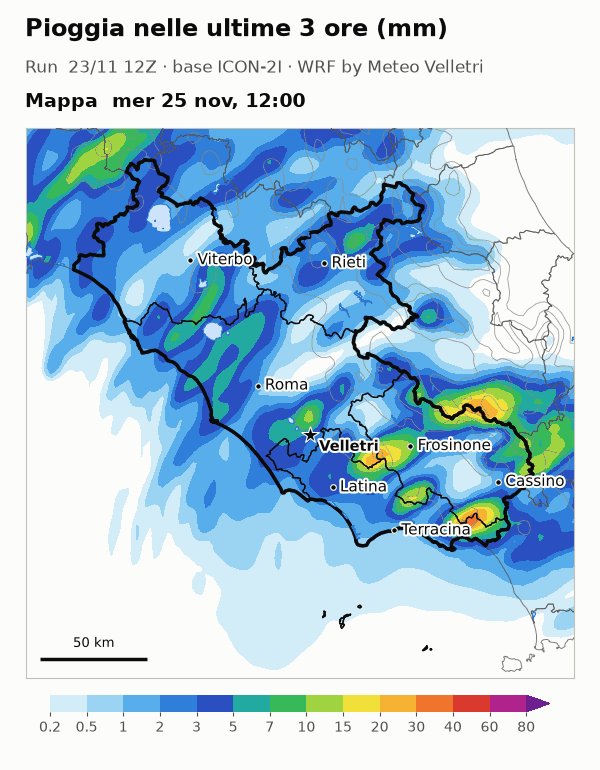 Pioggia nelle ultime 3 ore (mm)
Run  23/11 12Z · base ICON-2I · WRF by Meteo Velletri
Mappa  mer 25 nov, 12:00
Viterbo
Rieti
Roma
Velletri
Frosinone
Cassino
Latina
Terracina
50 km
0.2 0.5 1 2 3 5 7 10 15 20 30 40 60 80